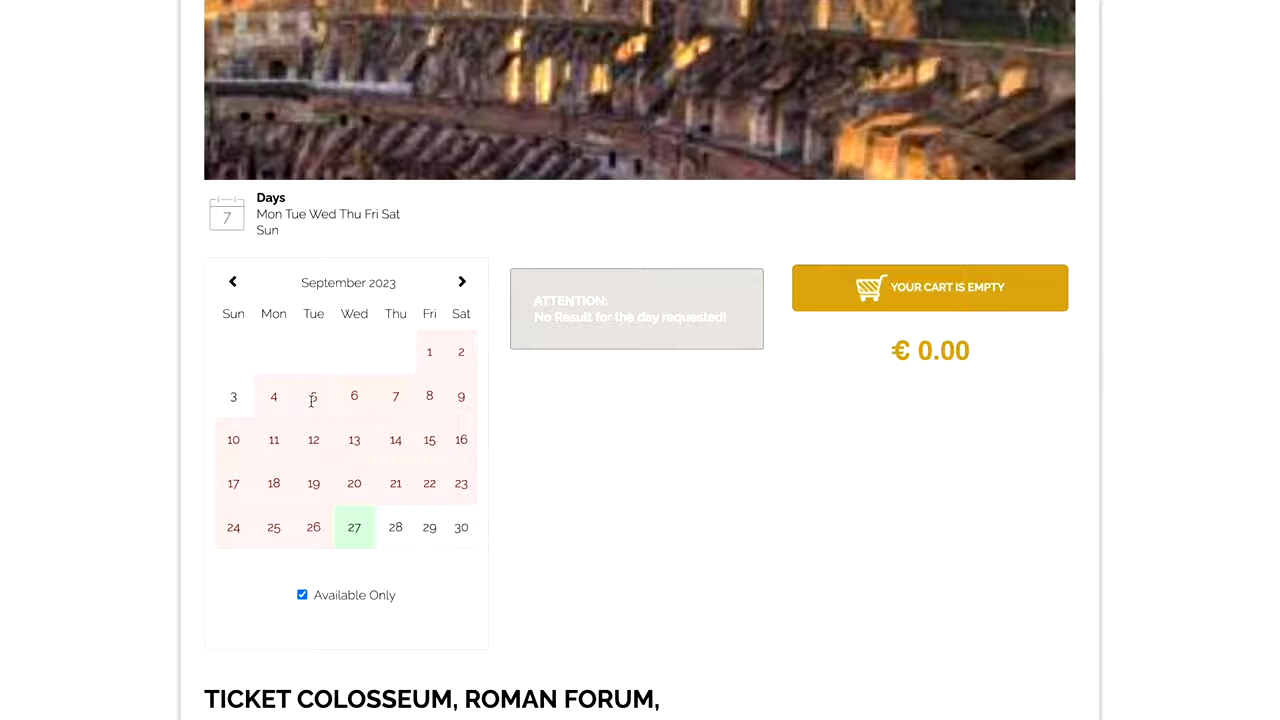 Days
7
Mon Tue Wed Thu Fri Sat
Sun
September 2023
Sun Mon Tue Wed Thu Fri Sat
1 2
3 4 5 6 7 8 9
10 11 12 13 14 15 16
17 18 19 20 21 22 23
24 25 26 27 28 29 30
Available Only
ATTENTION:
No Result for the day requested!
YOUR CART IS EMPTY
€ 0.00
TICKET COLOSSEUM, ROMAN FORUM,